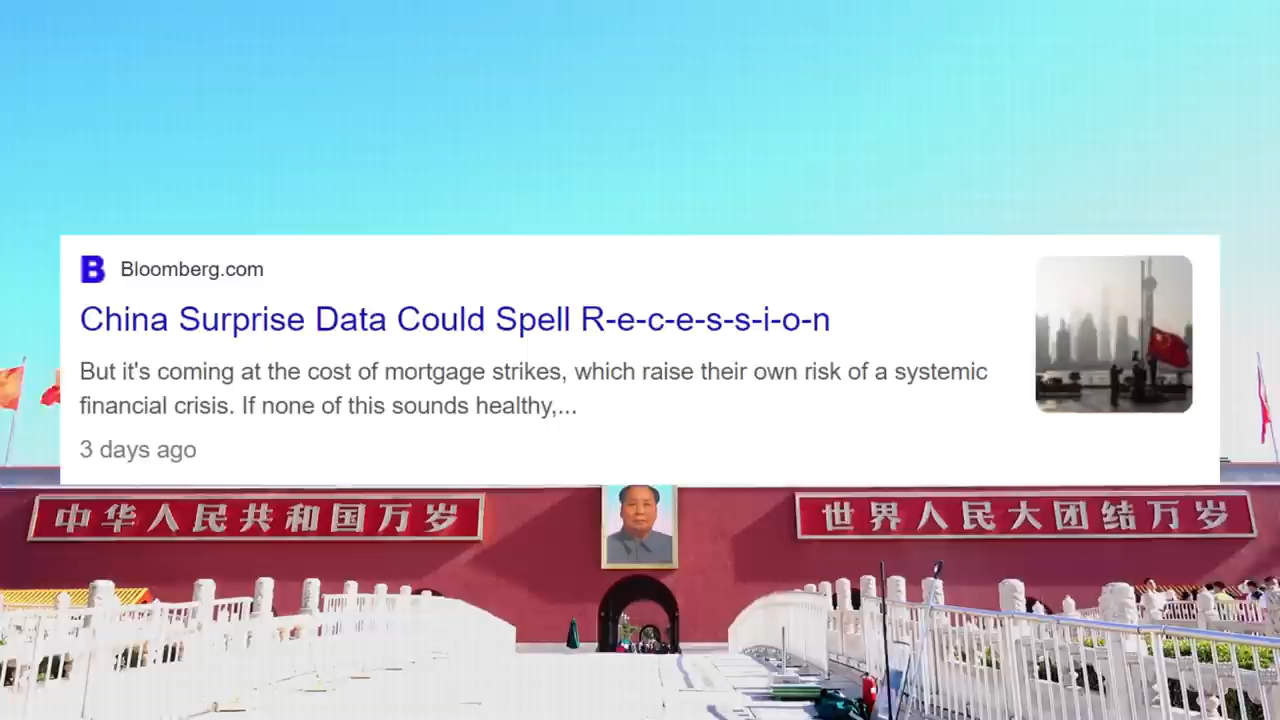 B Bloomberg.com
China Surprise Data Could Spell R-e-c-e-s-s-i-o-n
But it's coming at the cost of mortgage strikes, which raise their own risk of a systemic
financial crisis. If none of this sounds healthy,...
3 days ago
中华人民共和国万岁
世界人民大团结万岁